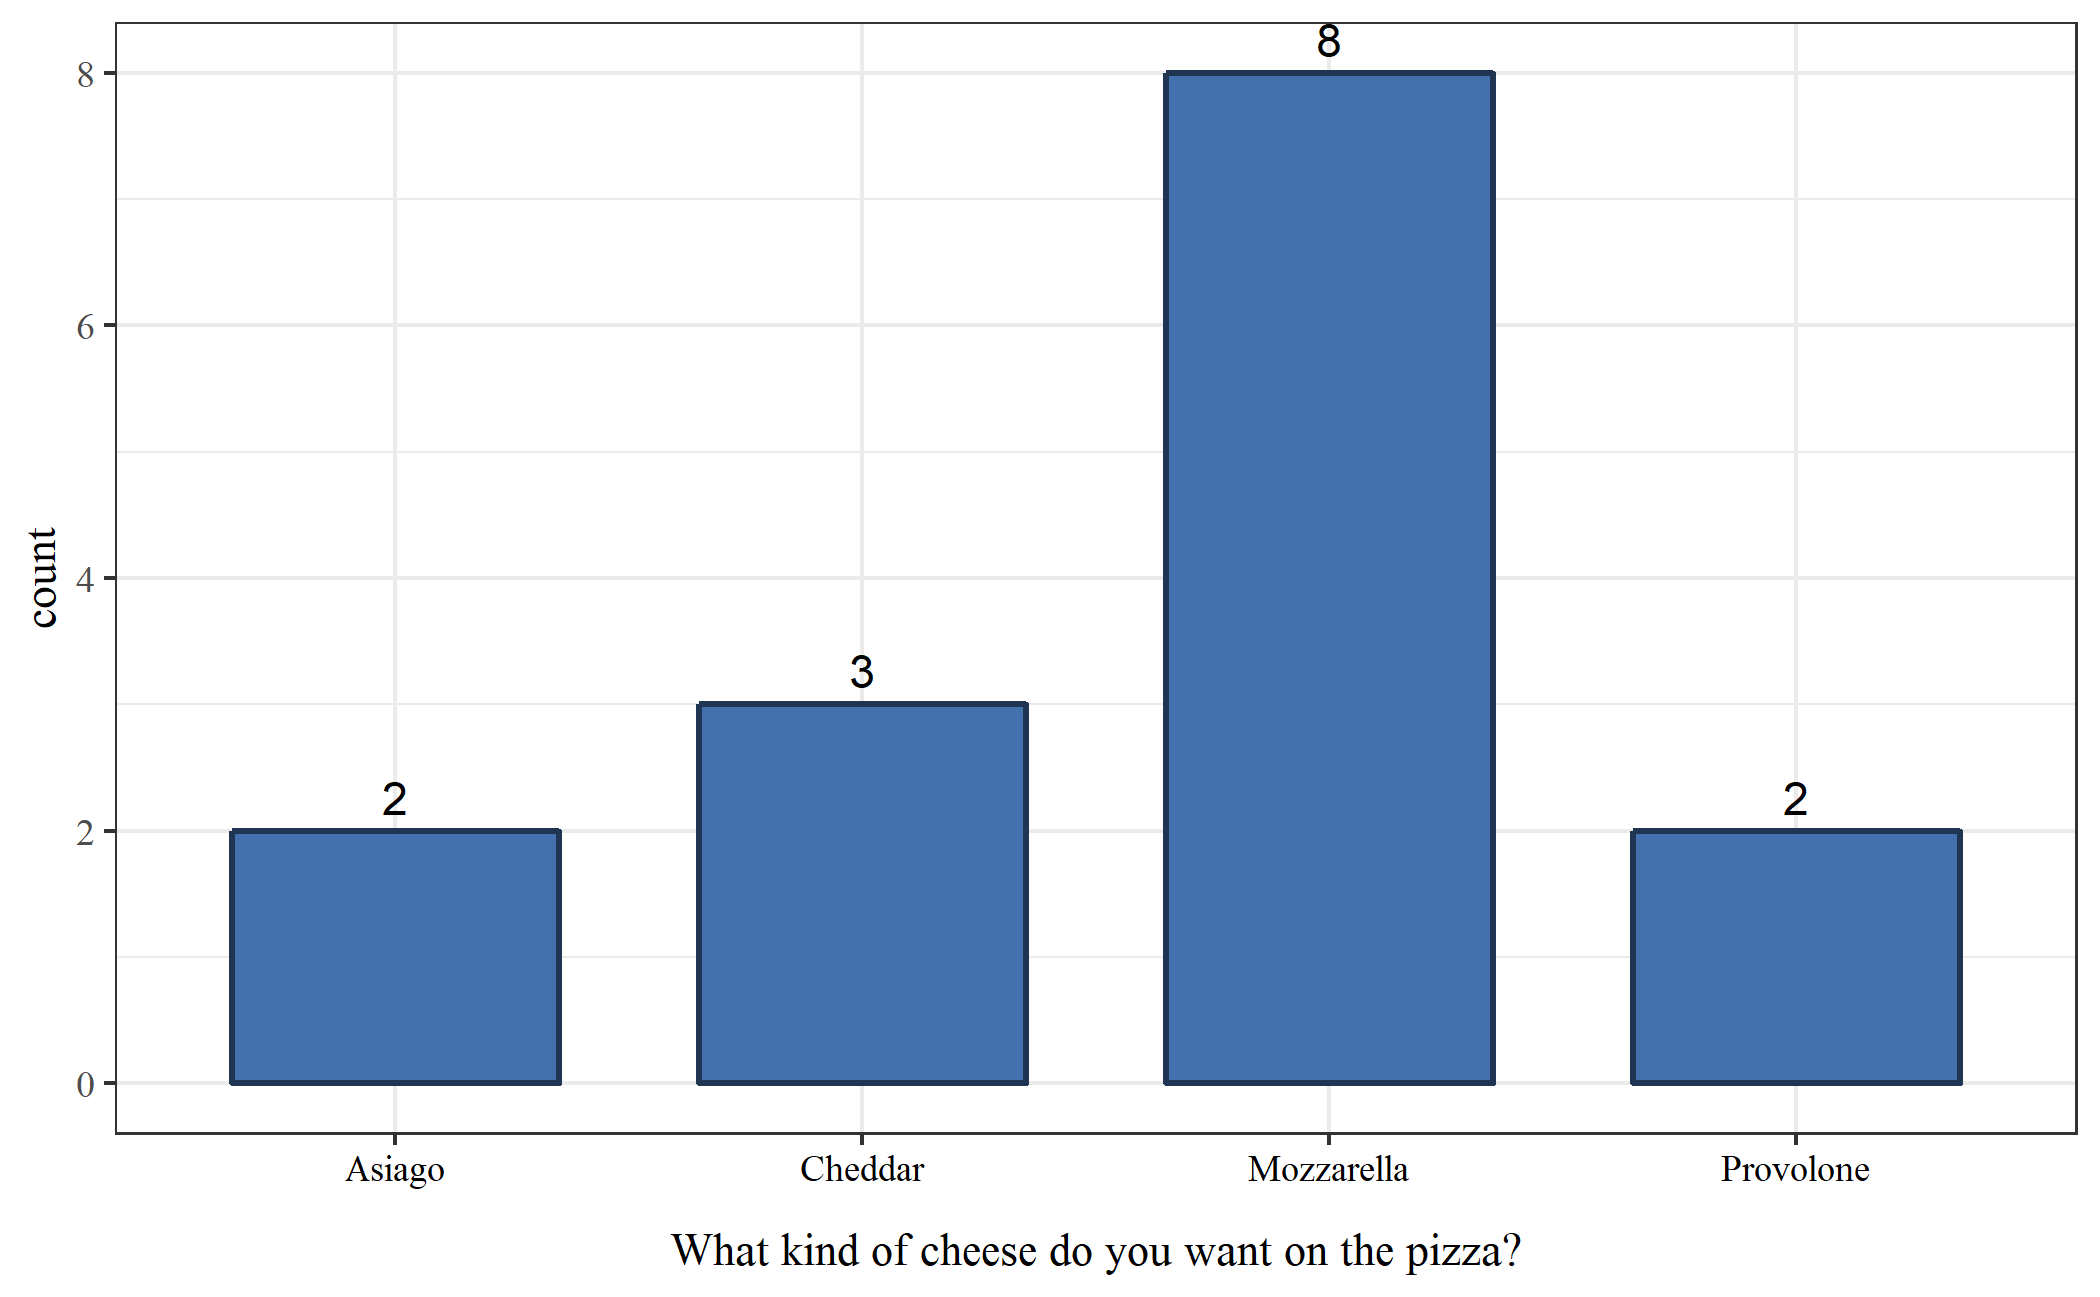 8
8
6
4
3
2
2
2
0
count
Asiago
Cheddar
Mozzarella
Provolone
What kind of cheese do you want on the pizza?